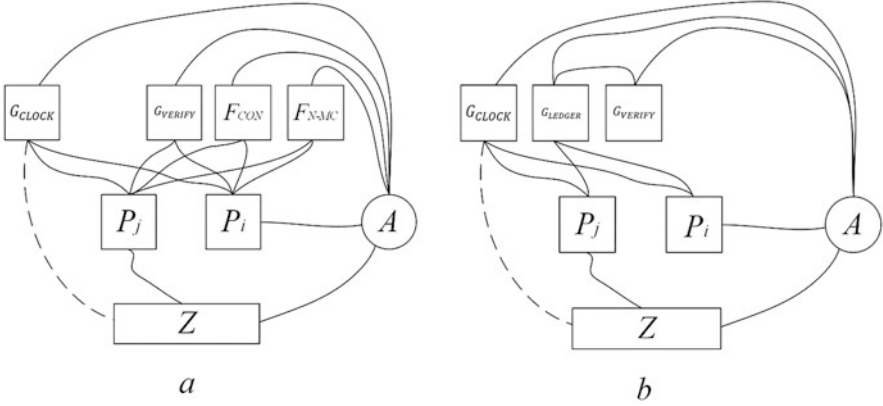 G_CLOCK G_VERIFY F_CON F_N-MC
P_j P_i A
Z
a
G_CLOCK G_LEDGER G_VERIFY
P_j P_i A
Z
b